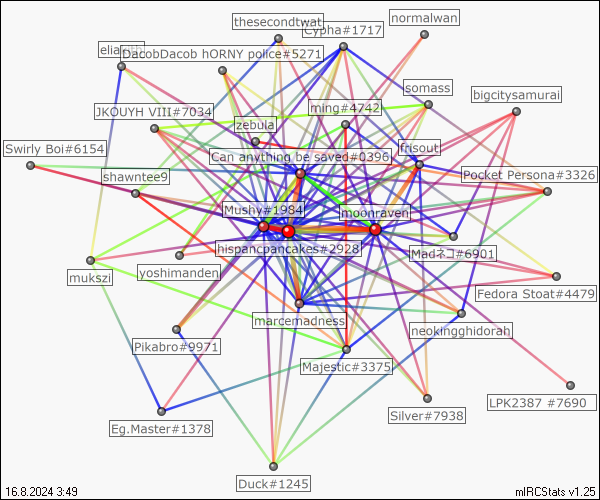 thesecondtwat
normalwan
Cypha#1717
eliasith
DacobDacob hORNY police#5271
somass
bigcitysamurai
JKOUYH VIII#7034
ming#4742
zebula
frisout
Swirly Boi#6154
Can anything be saved#0396
shawntee9
Pocket Persona#3326
Mushy#1984
moonraven
hispancpancakes#2928
Madネコ#6901
mukszi
yoshimanden
Fedora Stoat#4479
marcemadness
neokingghidorah
Pikabro#9971
Majestic#3375
LPK2387 #7690
Silver#7938
Eg.Master#1378
Duck#1245
16.8.2024 3:49
mIRCStats v1.25